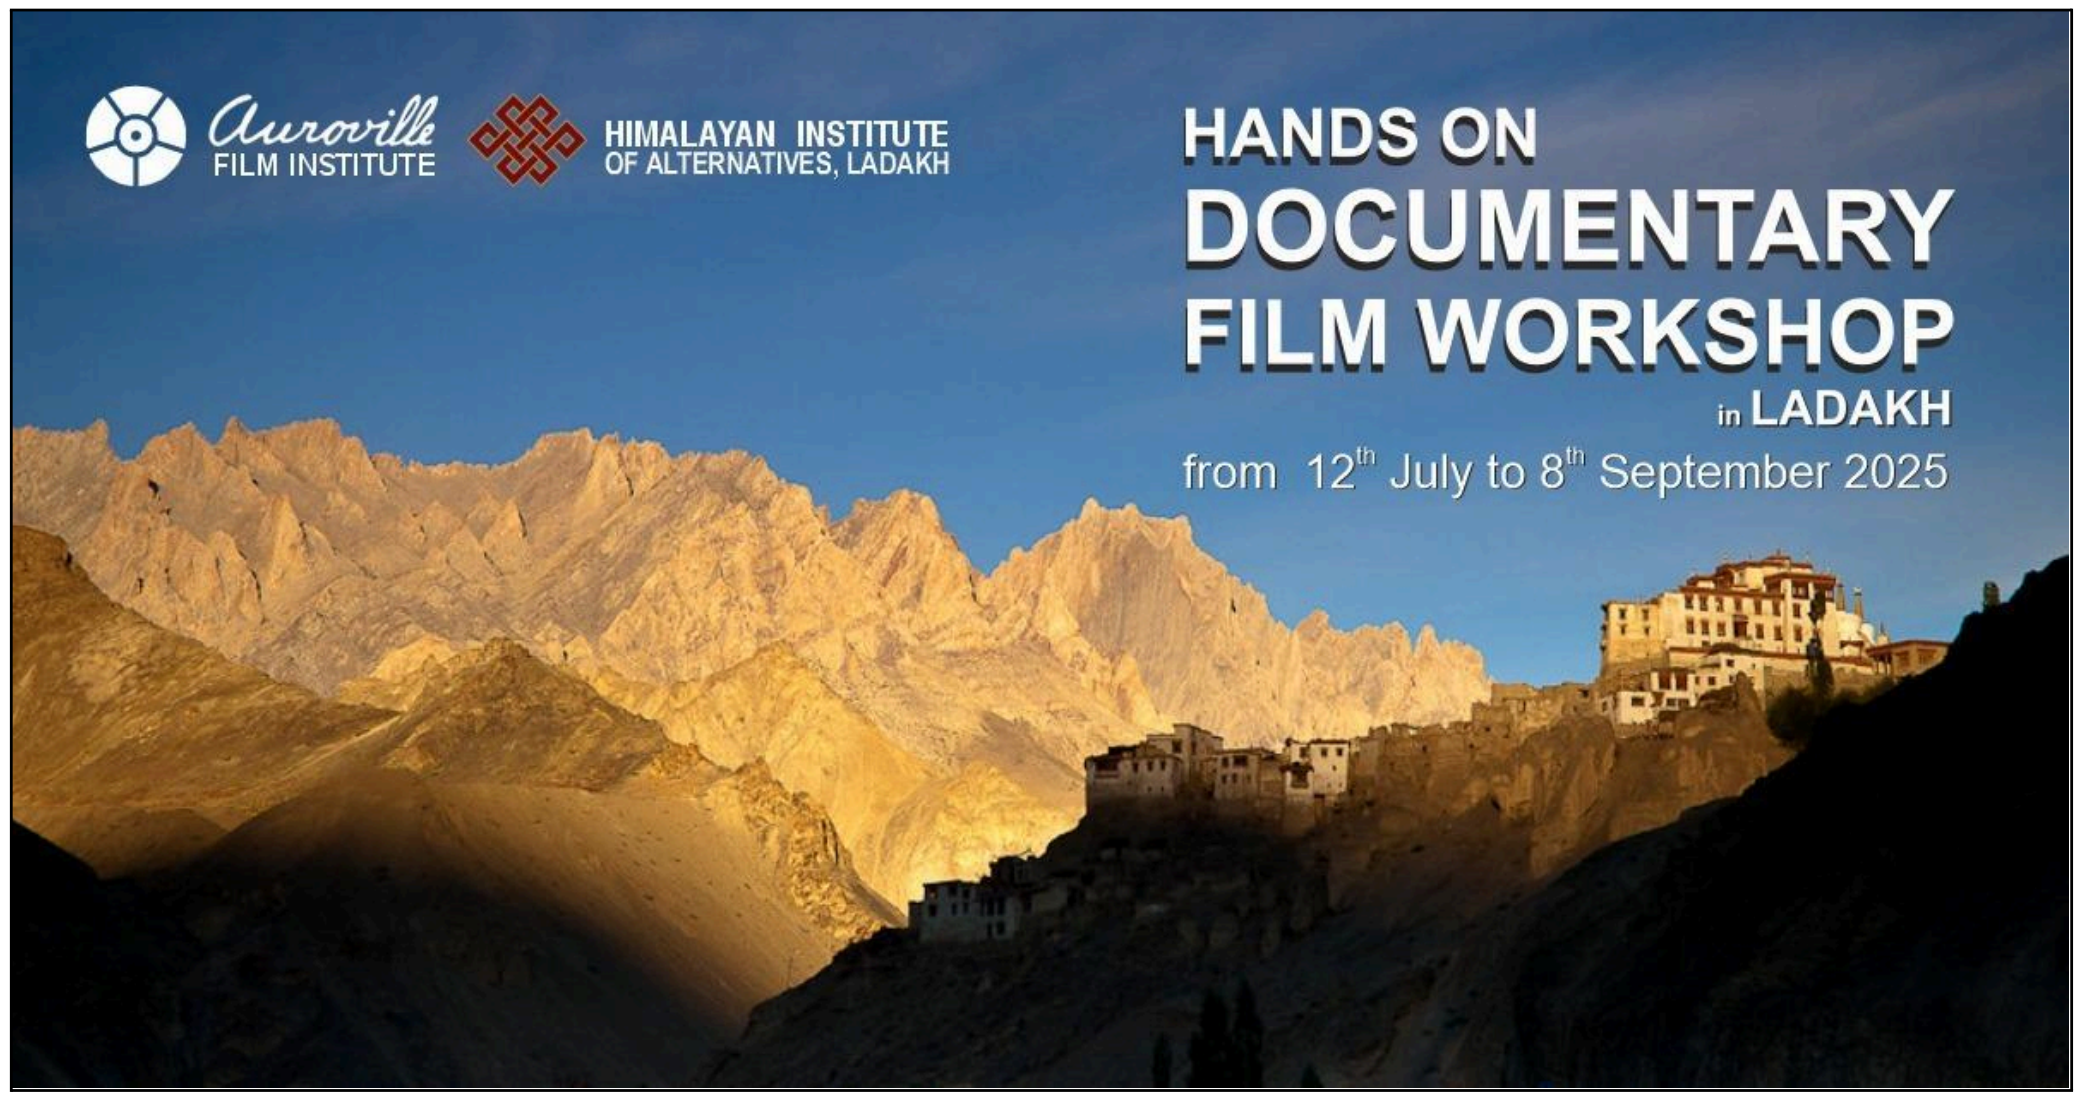 Auroville
FILM INSTITUTE
HIMALAYAN INSTITUTE
OF ALTERNATIVES, LADAKH
HANDS ON
DOCUMENTARY
FILM WORKSHOP
in LADAKH
from 12th July to 8th September 2025